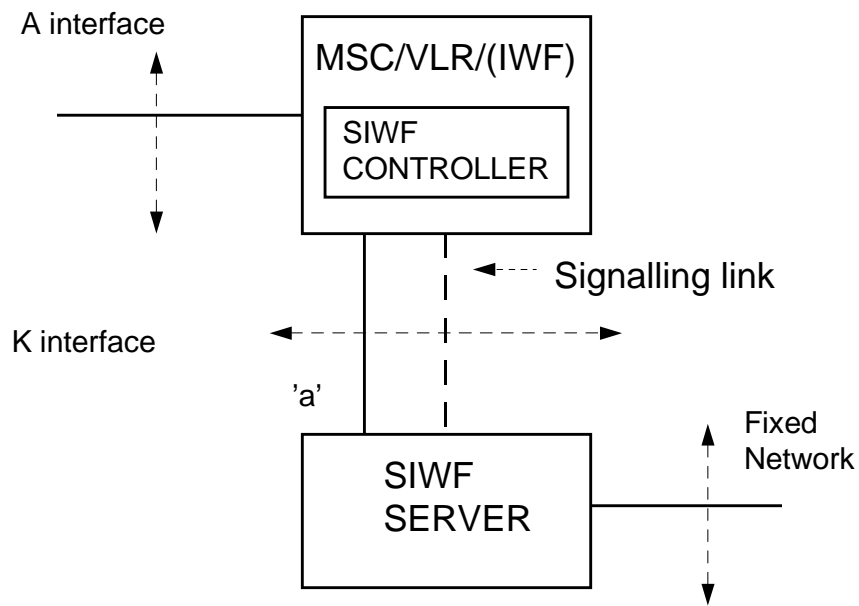 A interface
MSC/VLR/(IWF)
SIWF
CONTROLLER
Signalling link
K interface
’a’
Fixed
Network
SIWF
SERVER